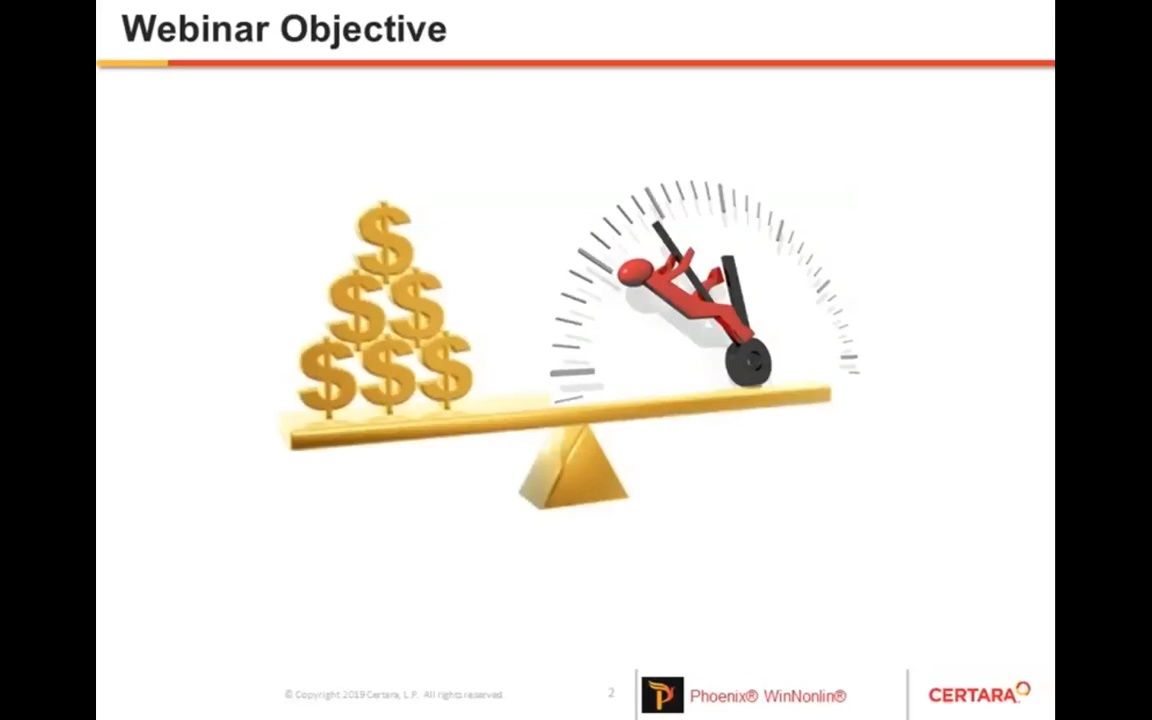 Webinar Objective
$
$ $
$ $ $
© Copyright 2019 Certara, L.P. All rights reserved.
2
Phoenix® WinNonlin®
CERTARA